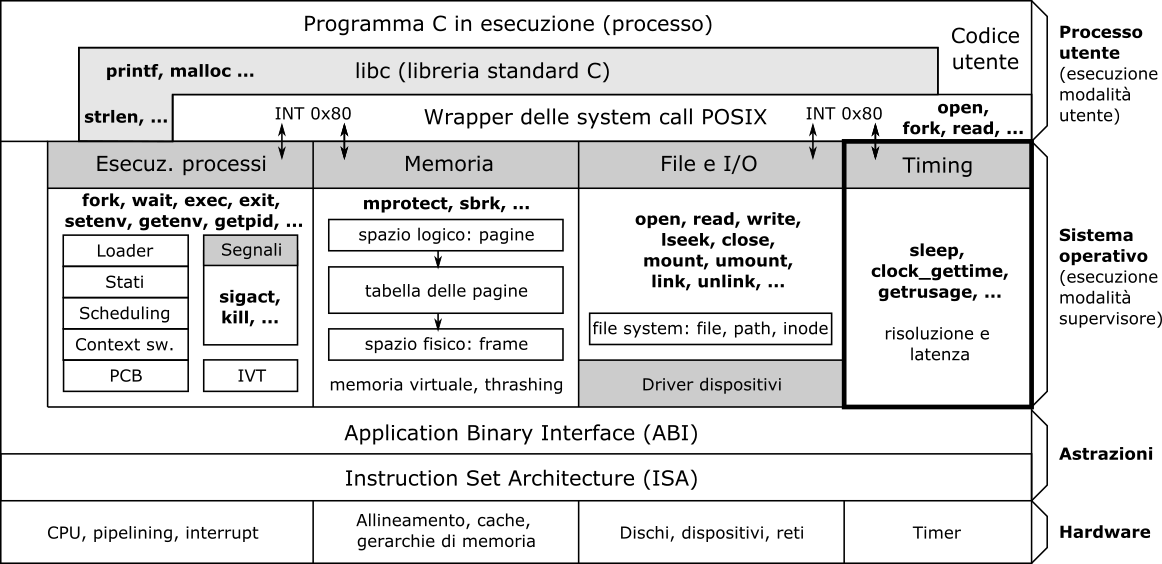 Programma C in esecuzione (processo)
Codice
utente
printf, malloc ...
libc (libreria standard C)
strlen, ...
INT 0x80
Wrapper delle system call POSIX
INT 0x80
open,
fork, read, ...
Processo
utente
(esecuzione
modalità
utente)
Esecuz. processi
Memoria
File e I/O
Timing
fork, wait, exec, exit,
setenv, getenv, getpid, ...
Loader
Stati
Scheduling
Context sw.
PCB
Segnali
sigact,
kill, ...
IVT
mprotect, sbrk, ...
spazio logico: pagine
tabella delle pagine
spazio fisico: frame
memoria virtuale, thrashing
open, read, write,
lseek, close,
mount, umount,
link, unlink, ...
file system: file, path, inode
Driver dispositivi
sleep,
clock_gettime,
getrusage, ...
risoluzione e
latenza
Sistema
operativo
(esecuzione
modalità
supervisore)
Application Binary Interface (ABI)
Instruction Set Architecture (ISA)
Astrazioni
CPU, pipelining, interrupt
Allineamento, cache,
gerarchie di memoria
Dischi, dispositivi, reti
Timer
Hardware